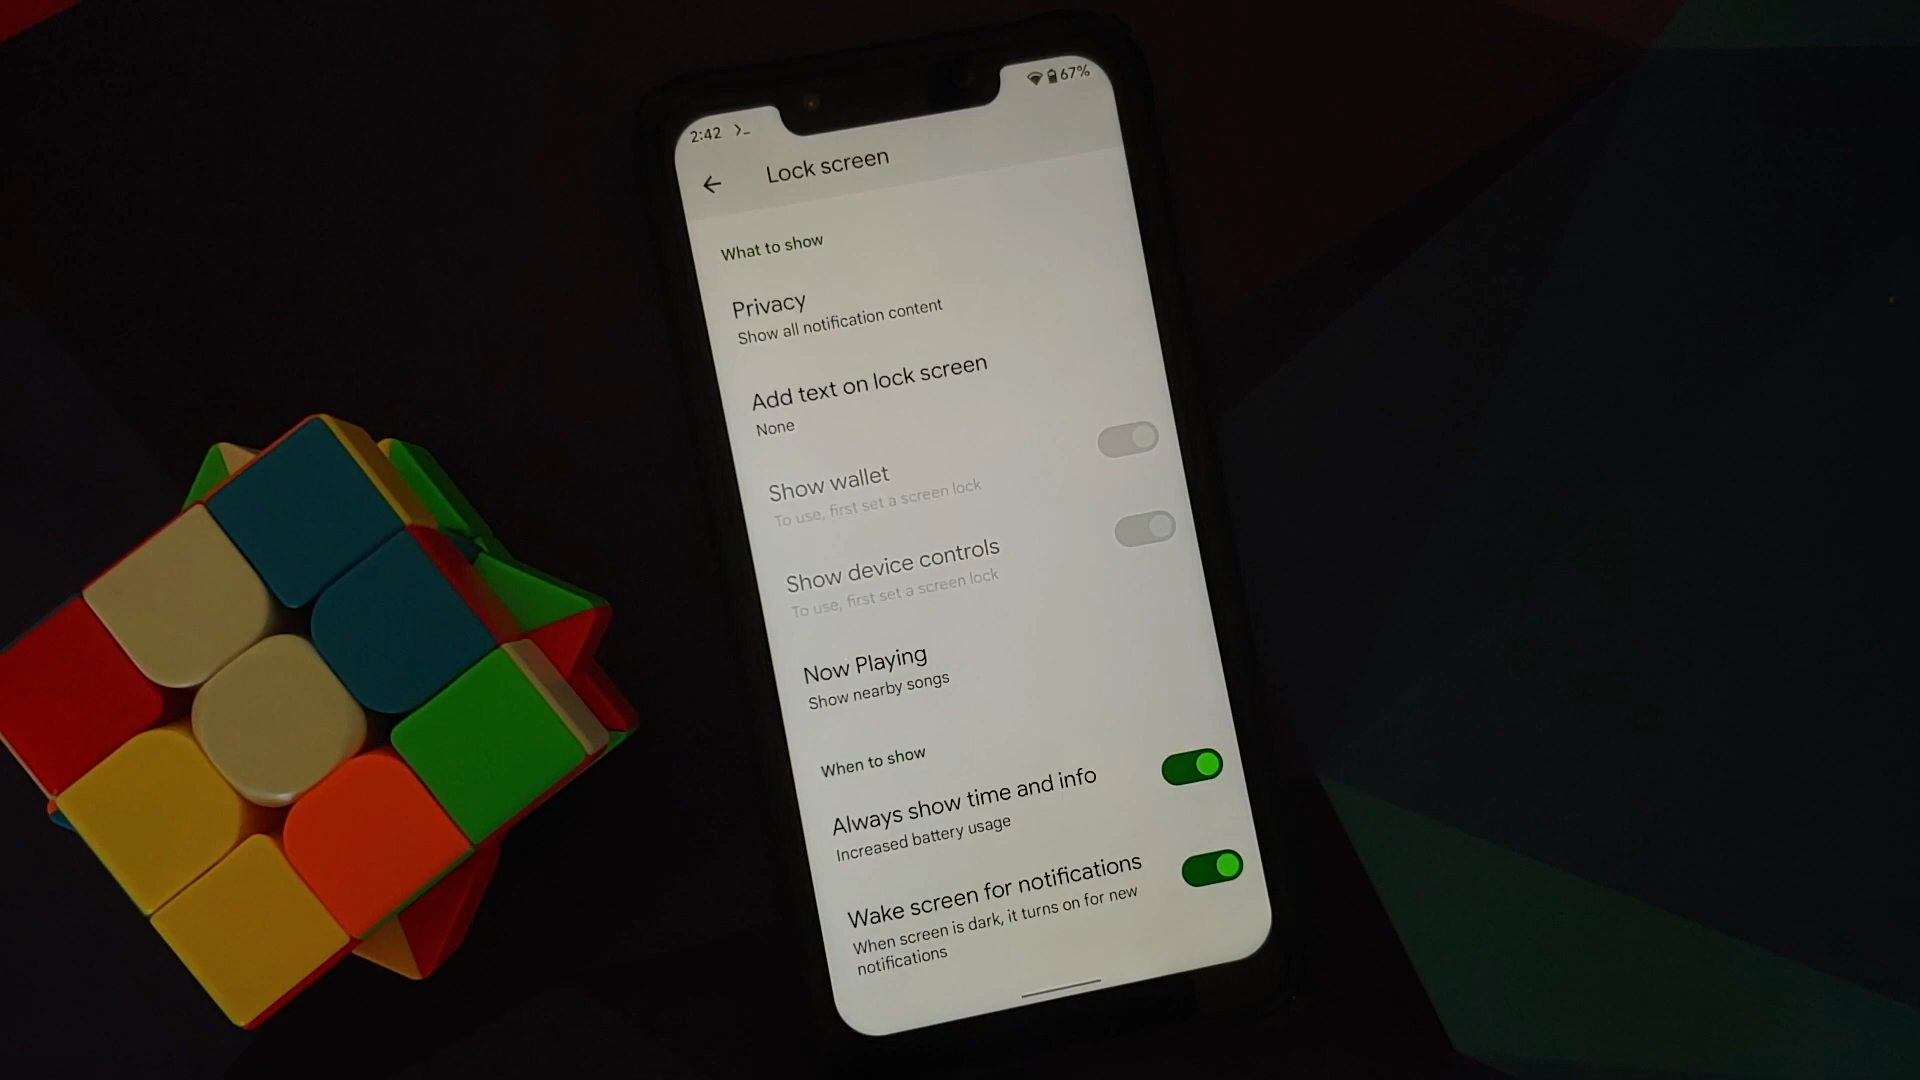 2:42 >_ 67%
Lock screen
What to show
Privacy
Show all notification content
Add text on lock screen
None
Show wallet
To use, first set a screen lock
Show device controls
To use, first set a screen lock
Now Playing
Show nearby songs
When to show
Always show time and info
Increased battery usage
Wake screen for notifications
When screen is dark, it turns on for new
notifications